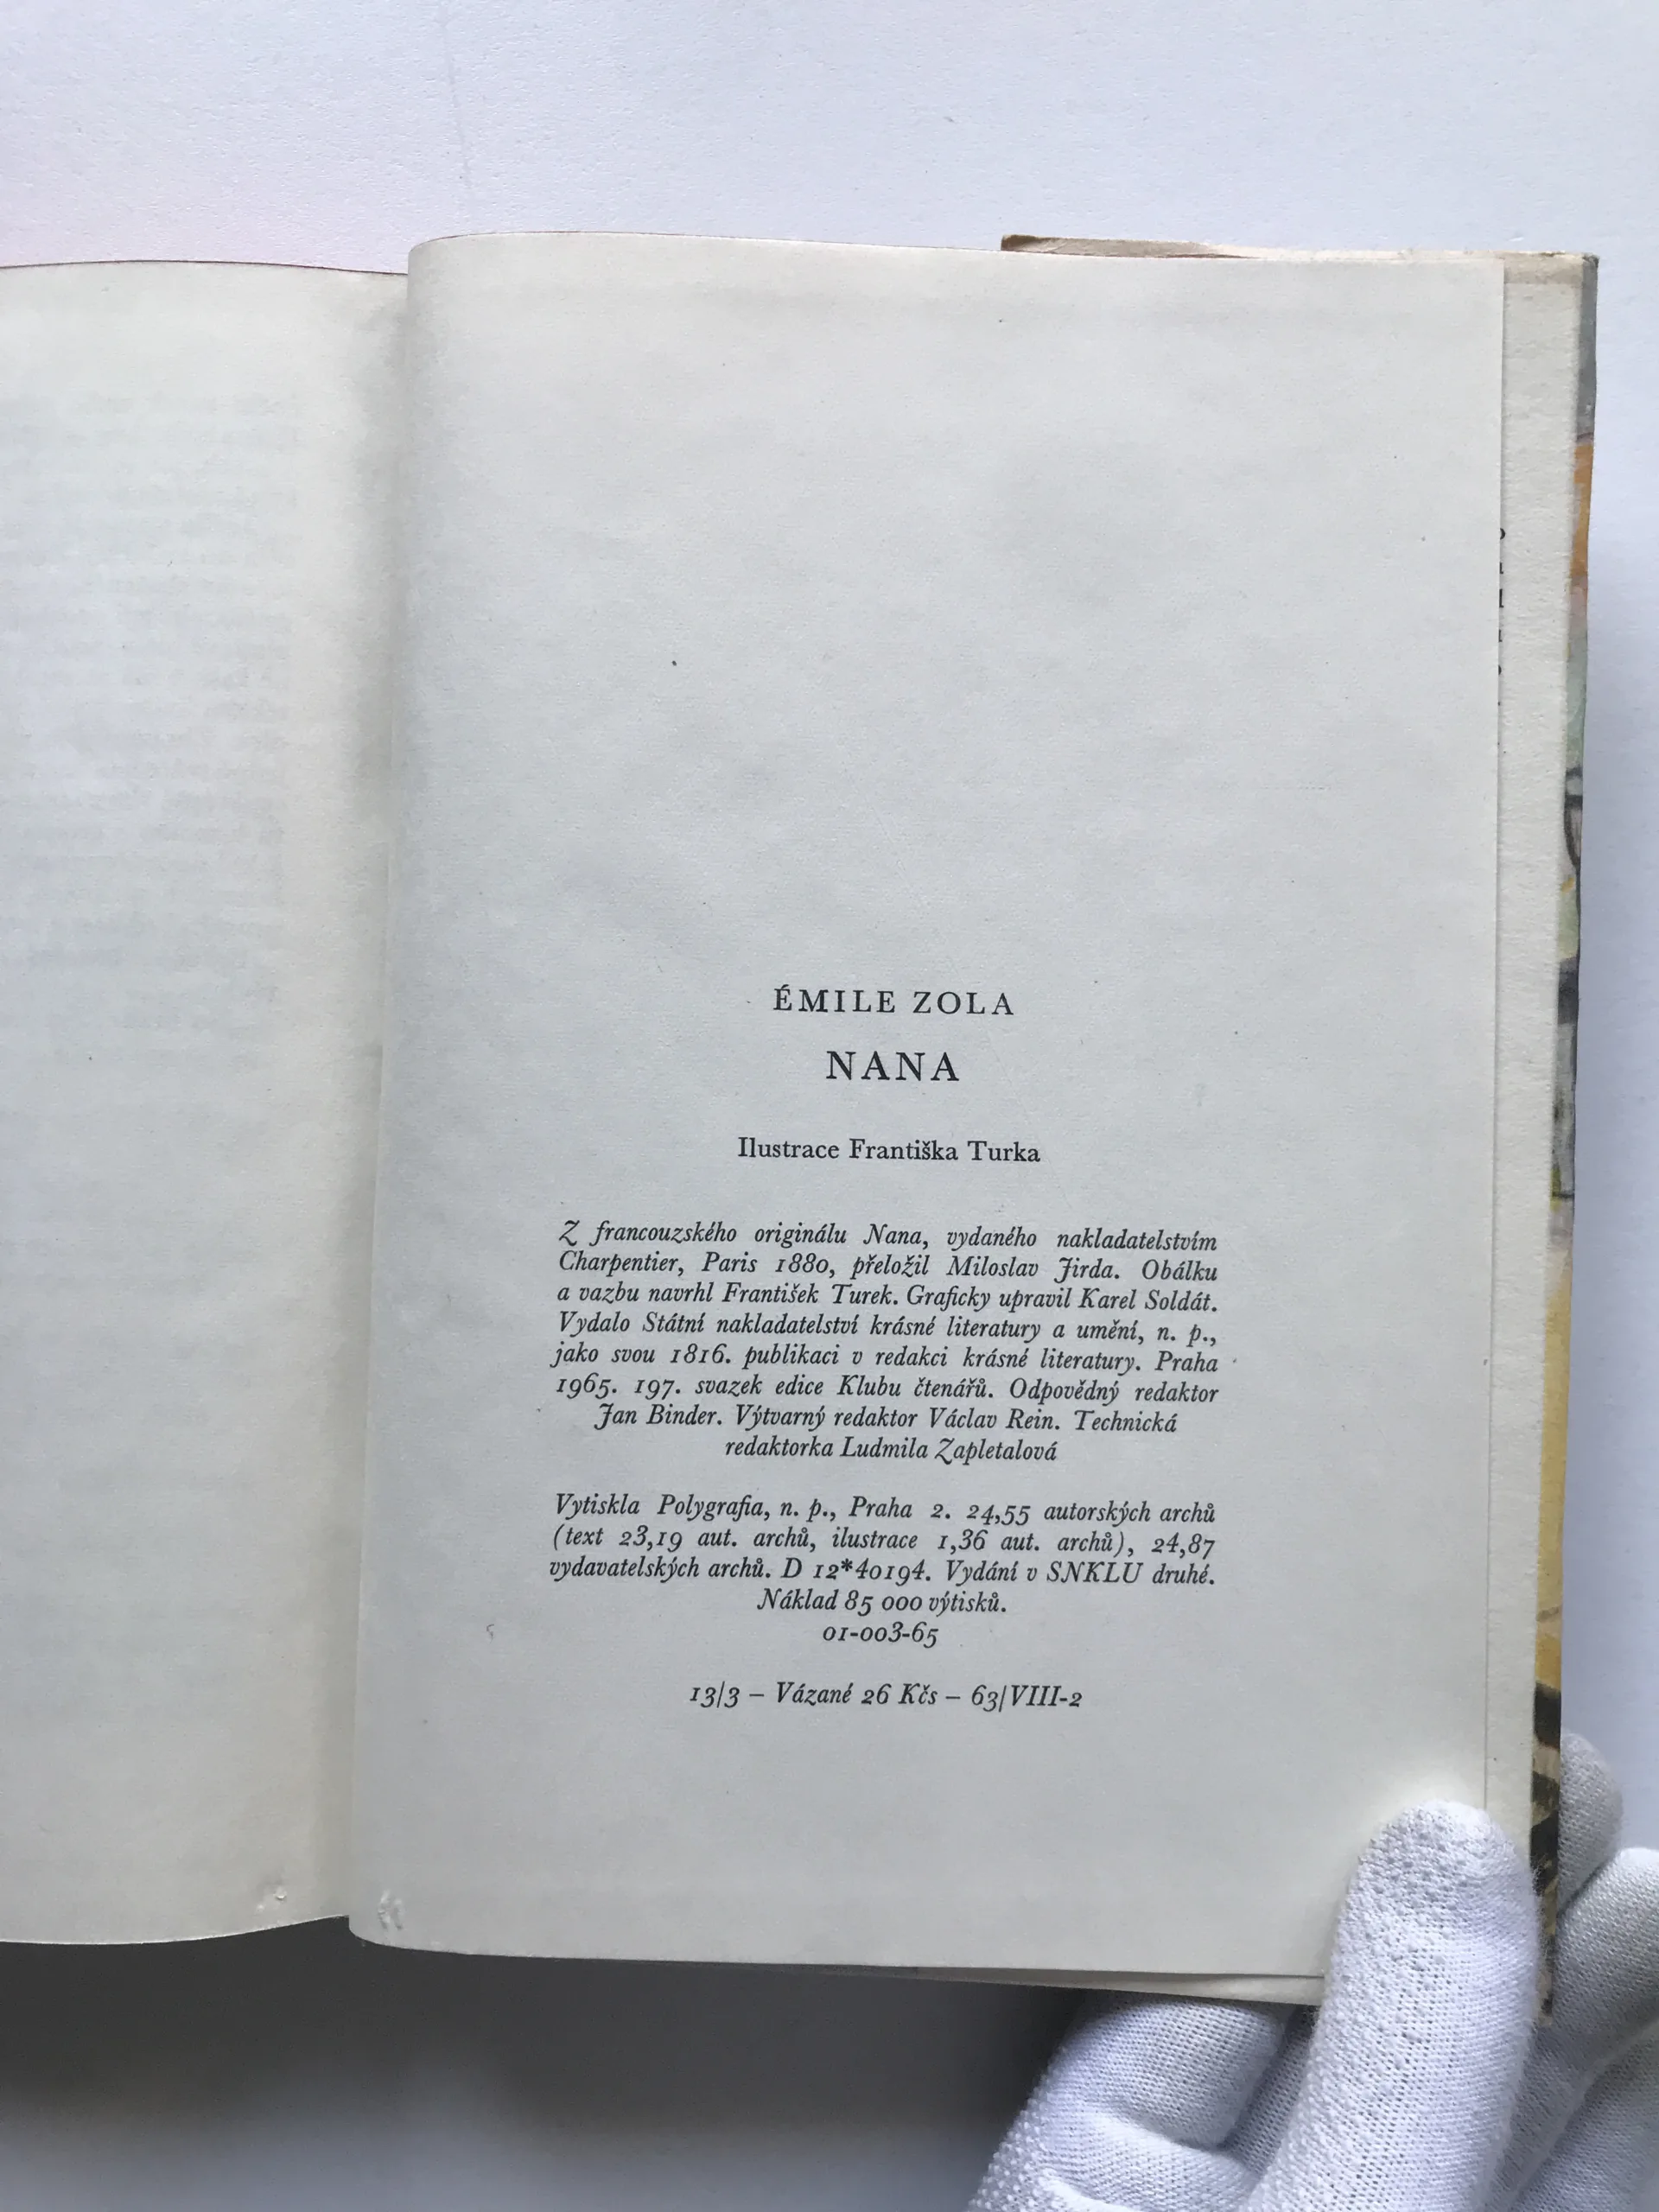 ÉMILE ZOLA
NANA
Ilustrace Františka Turka
Z francouzského originálu Nana, vydaného nakladatelstvím
Charpentier, Paris 1880, přeložil Miloslav Jirda. Obálku
a vazbu navrhl František Turek. Graficky upravil Karel Soldát.
Vydalo Státní nakladatelství krásné literatury a umění, n. p.,
jako svou 1816. publikaci v redakci krásné literatury. Praha
1965. 197. svazek edice Klubu čtenářů. Odpovědný redaktor
Jan Binder. Výtvarný redaktor Václav Rein. Technická
redaktorka Ludmila Zapletalová
Vytiskla Polygrafia, n. p., Praha 2. 24,55 autorských archů
(text 23,19 aut. archů, ilustrace 1,36 aut. archů), 24,87
vydavatelských archů. D 12*40194. Vydání v SNKLU druhé.
Náklad 85 000 výtisků.
01-003-65
13/3 – Vázané 26 Kčs – 63/VIII-2